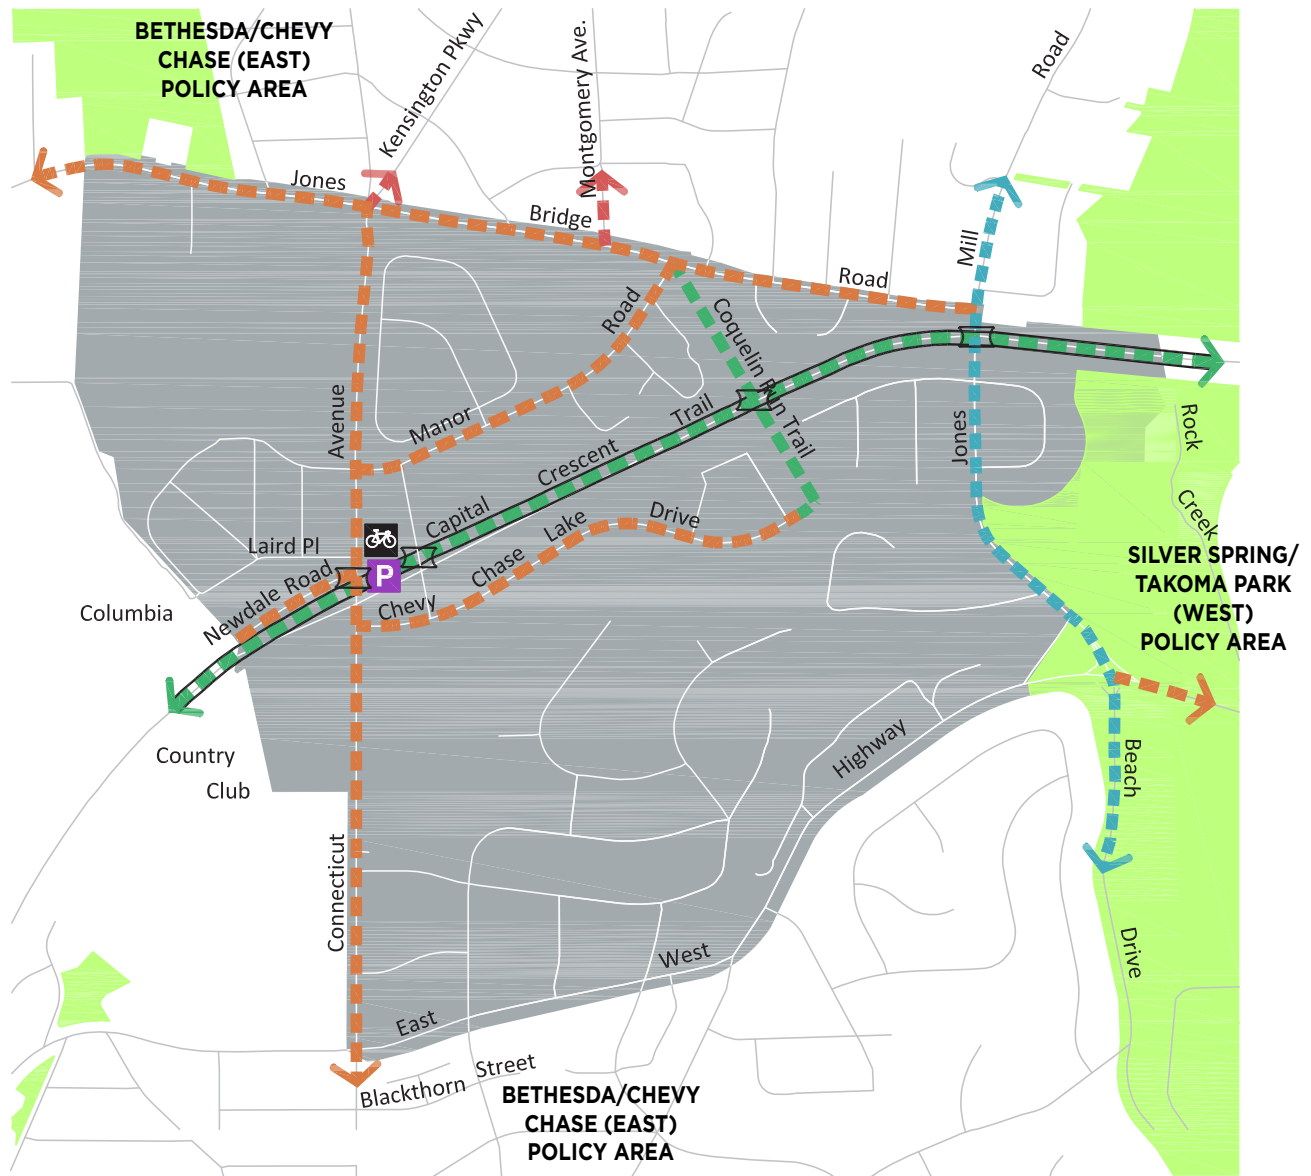 BETHESDA/CHEVY
CHASE (EAST)
POLICY AREA
Kensington Pkwy
Montgomery Ave.
Road
Jones
Bridge
Road
Mill
Road
Coquelin Run Trail
Avenue
Manor
Trail
Crescent
Capital
Jones
Rock
Creek
Laird Pl
Newdale Road
P
Chevy
Chase
Lake
Drive
Columbia
SILVER SPRING/
TAKOMA PARK
(WEST)
POLICY AREA
Country
Club
Highway
Beach
Connecticut
West
East
Drive
Blackthorn
Street
BETHESDA/CHEVY
CHASE (EAST)
POLICY AREA